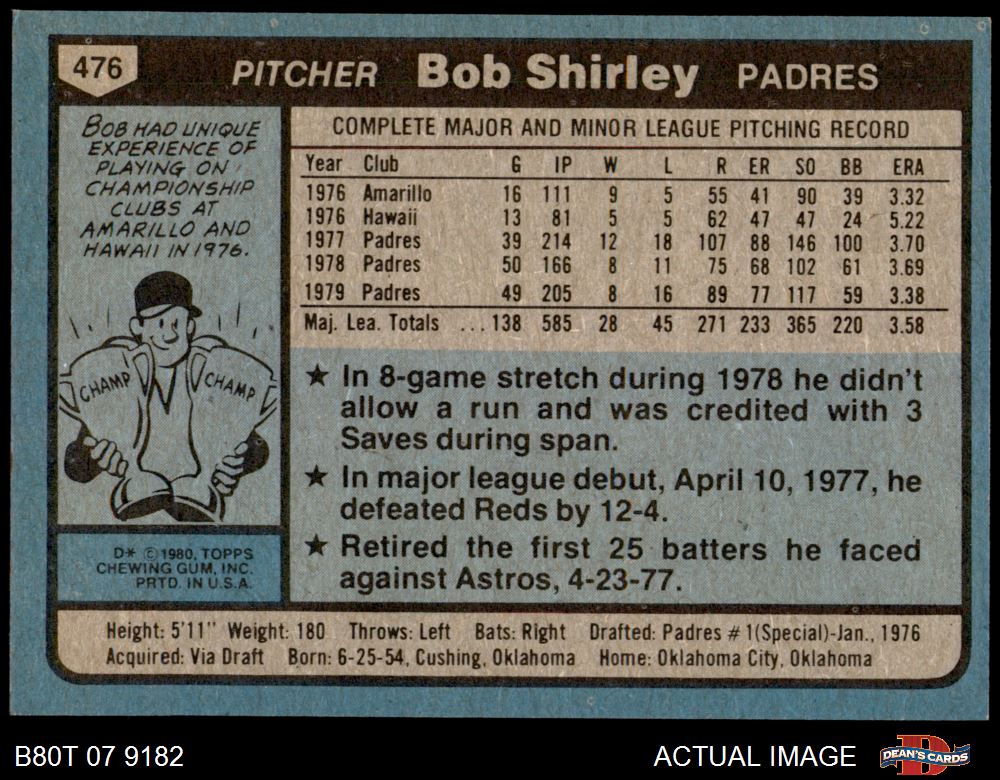 476 PITCHER Bob Shirley PADRES
BOB HAD UNIQUE
EXPERIENCE OF
PLAYING ON
CHAMPIONSHIP
CLUBS AT
AMARILLO AND
HAWAII IN 1976.
CHAMP CHAMP
D* © 1980, TOPPS
CHEWING GUM, INC.
PRTD. IN U.S.A.
COMPLETE MAJOR AND MINOR LEAGUE PITCHING RECORD
Year Club G IP W L R ER SO BB ERA
1976 Amarillo 16 111 9 5 55 41 90 39 3.32
1976 Hawaii 13 81 5 5 62 47 47 24 5.22
1977 Padres 39 214 12 18 107 88 146 100 3.70
1978 Padres 50 166 8 11 75 68 102 61 3.69
1979 Padres 49 205 8 16 89 77 117 59 3.38
Maj. Lea. Totals ... 138 585 28 45 271 233 365 220 3.58
★ In 8-game stretch during 1978 he didn't
allow a run and was credited with 3
Saves during span.
★ In major league debut, April 10, 1977, he
defeated Reds by 12-4.
★ Retired the first 25 batters he faced
against Astros, 4-23-77.
Height: 5'11" Weight: 180 Throws: Left Bats: Right Drafted: Padres #1(Special)-Jan., 1976
Acquired: Via Draft Born: 6-25-54, Cushing, Oklahoma Home: Oklahoma City, Oklahoma
B80T 07 9182 ACTUAL IMAGE DEAN'S CARDS